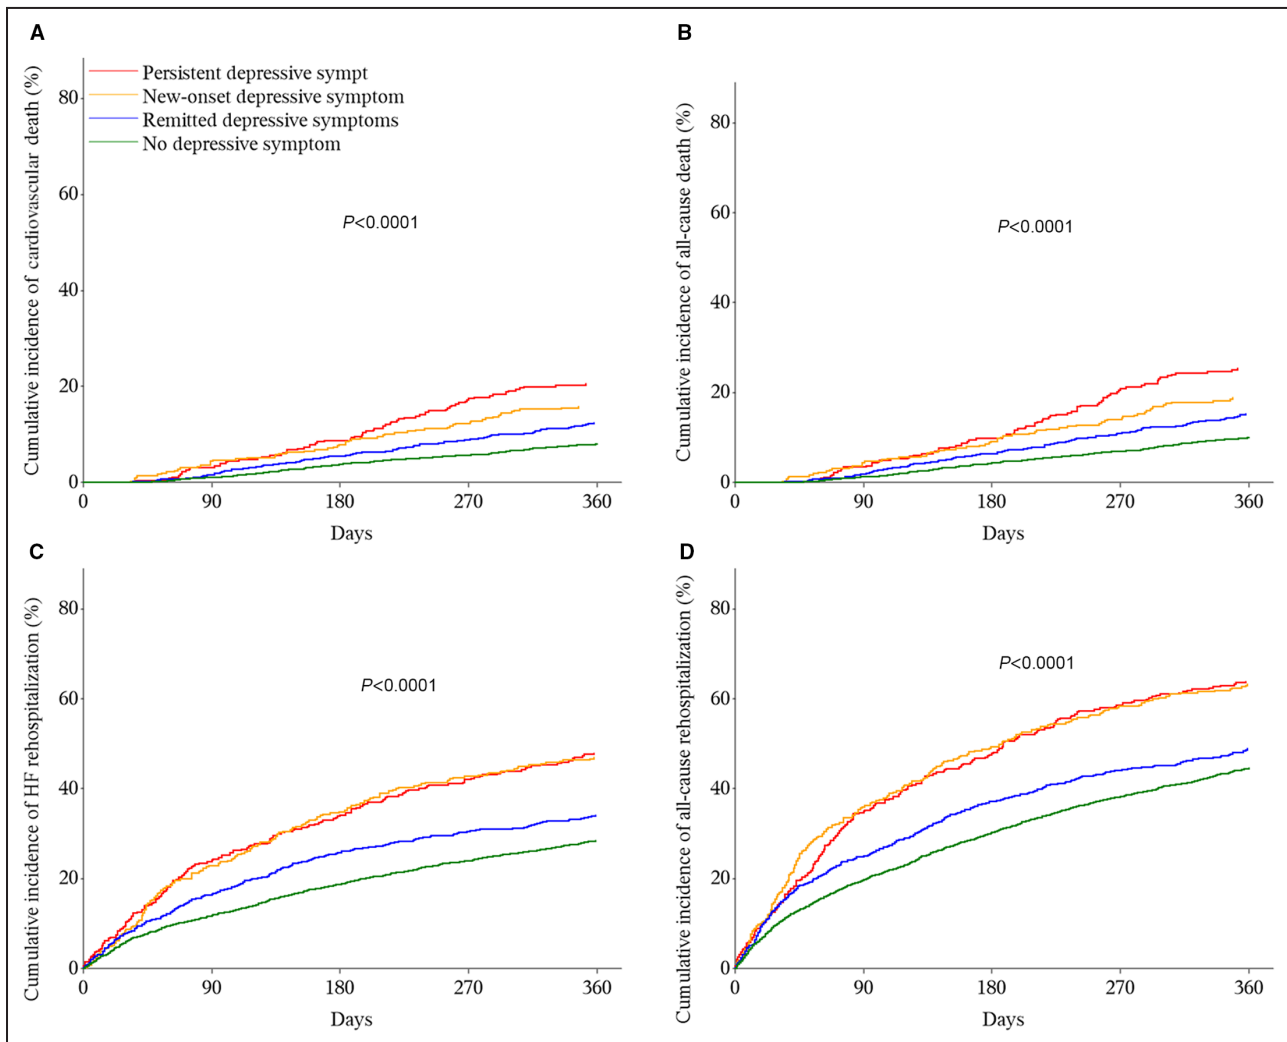 A
Cumulative incidence of cardiovascular death (%)
80
60
40
20
0
Persistent depressive sympt
New-onset depressive symptom
Remitted depressive symptoms
No depressive symptom
P<0.0001
0 90 180 270 360
Days
B
Cumulative incidence of all-cause death (%)
80
60
40
20
0
P<0.0001
0 90 180 270 360
Days
C
Cumulative incidence of HF rehospitalization (%)
80
60
40
20
0
P<0.0001
0 90 180 270 360
Days
D
Cumulative incidence of all-cause rehospitalization (%)
80
60
40
20
0
P<0.0001
0 90 180 270 360
Days